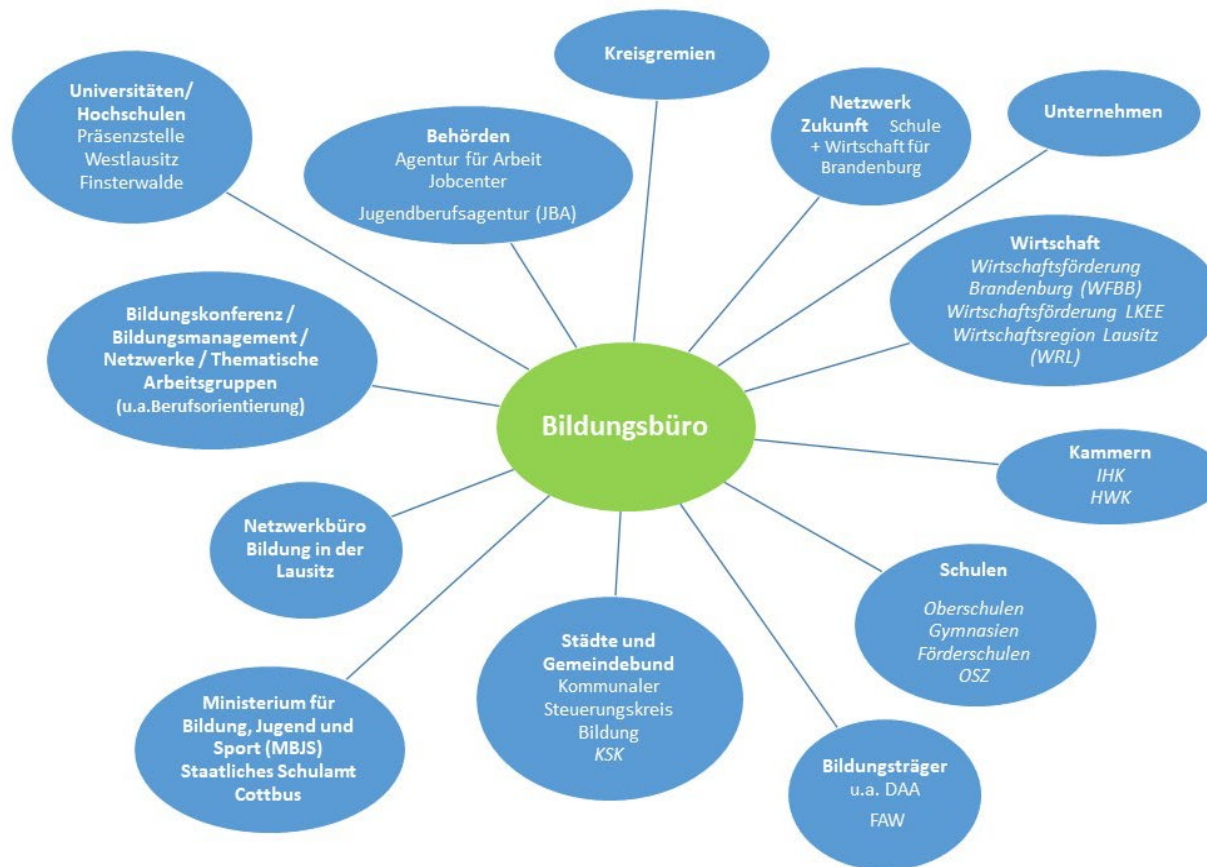 Kreisgremien
Universitäten/
Hochschulen
Präsenzstelle
Westlausitz
Finsterwalde
Behörden
Agentur für Arbeit
Jobcenter
Jugendberufsagentur (JBA)
Netzwerk
Zukunft Schule
+ Wirtschaft für
Brandenburg
Unternehmen
Wirtschaft
Wirtschaftsförderung
Brandenburg (WFBB)
Wirtschaftsförderung LKEE
Wirtschaftsregion Lausitz
(WRL)
Bildungskonferenz /
Bildungsmanagement /
Netzwerke / Thematische
Arbeitsgruppen
(u.a.Berufsorientierung)
Bildungsbüro
Kammern
IHK
HWK
Netzwerkbüro
Bildung in der
Lausitz
Schulen
Oberschulen
Gymnasien
Förderschulen
OSZ
Städte und
Gemeindebund
Kommunaler
Steuerungskreis
Bildung
KSK
Ministerium für
Bildung, Jugend und
Sport (MBJS)
Staatliches Schulamt
Cottbus
Bildungsträger
u.a. DAA
FAW